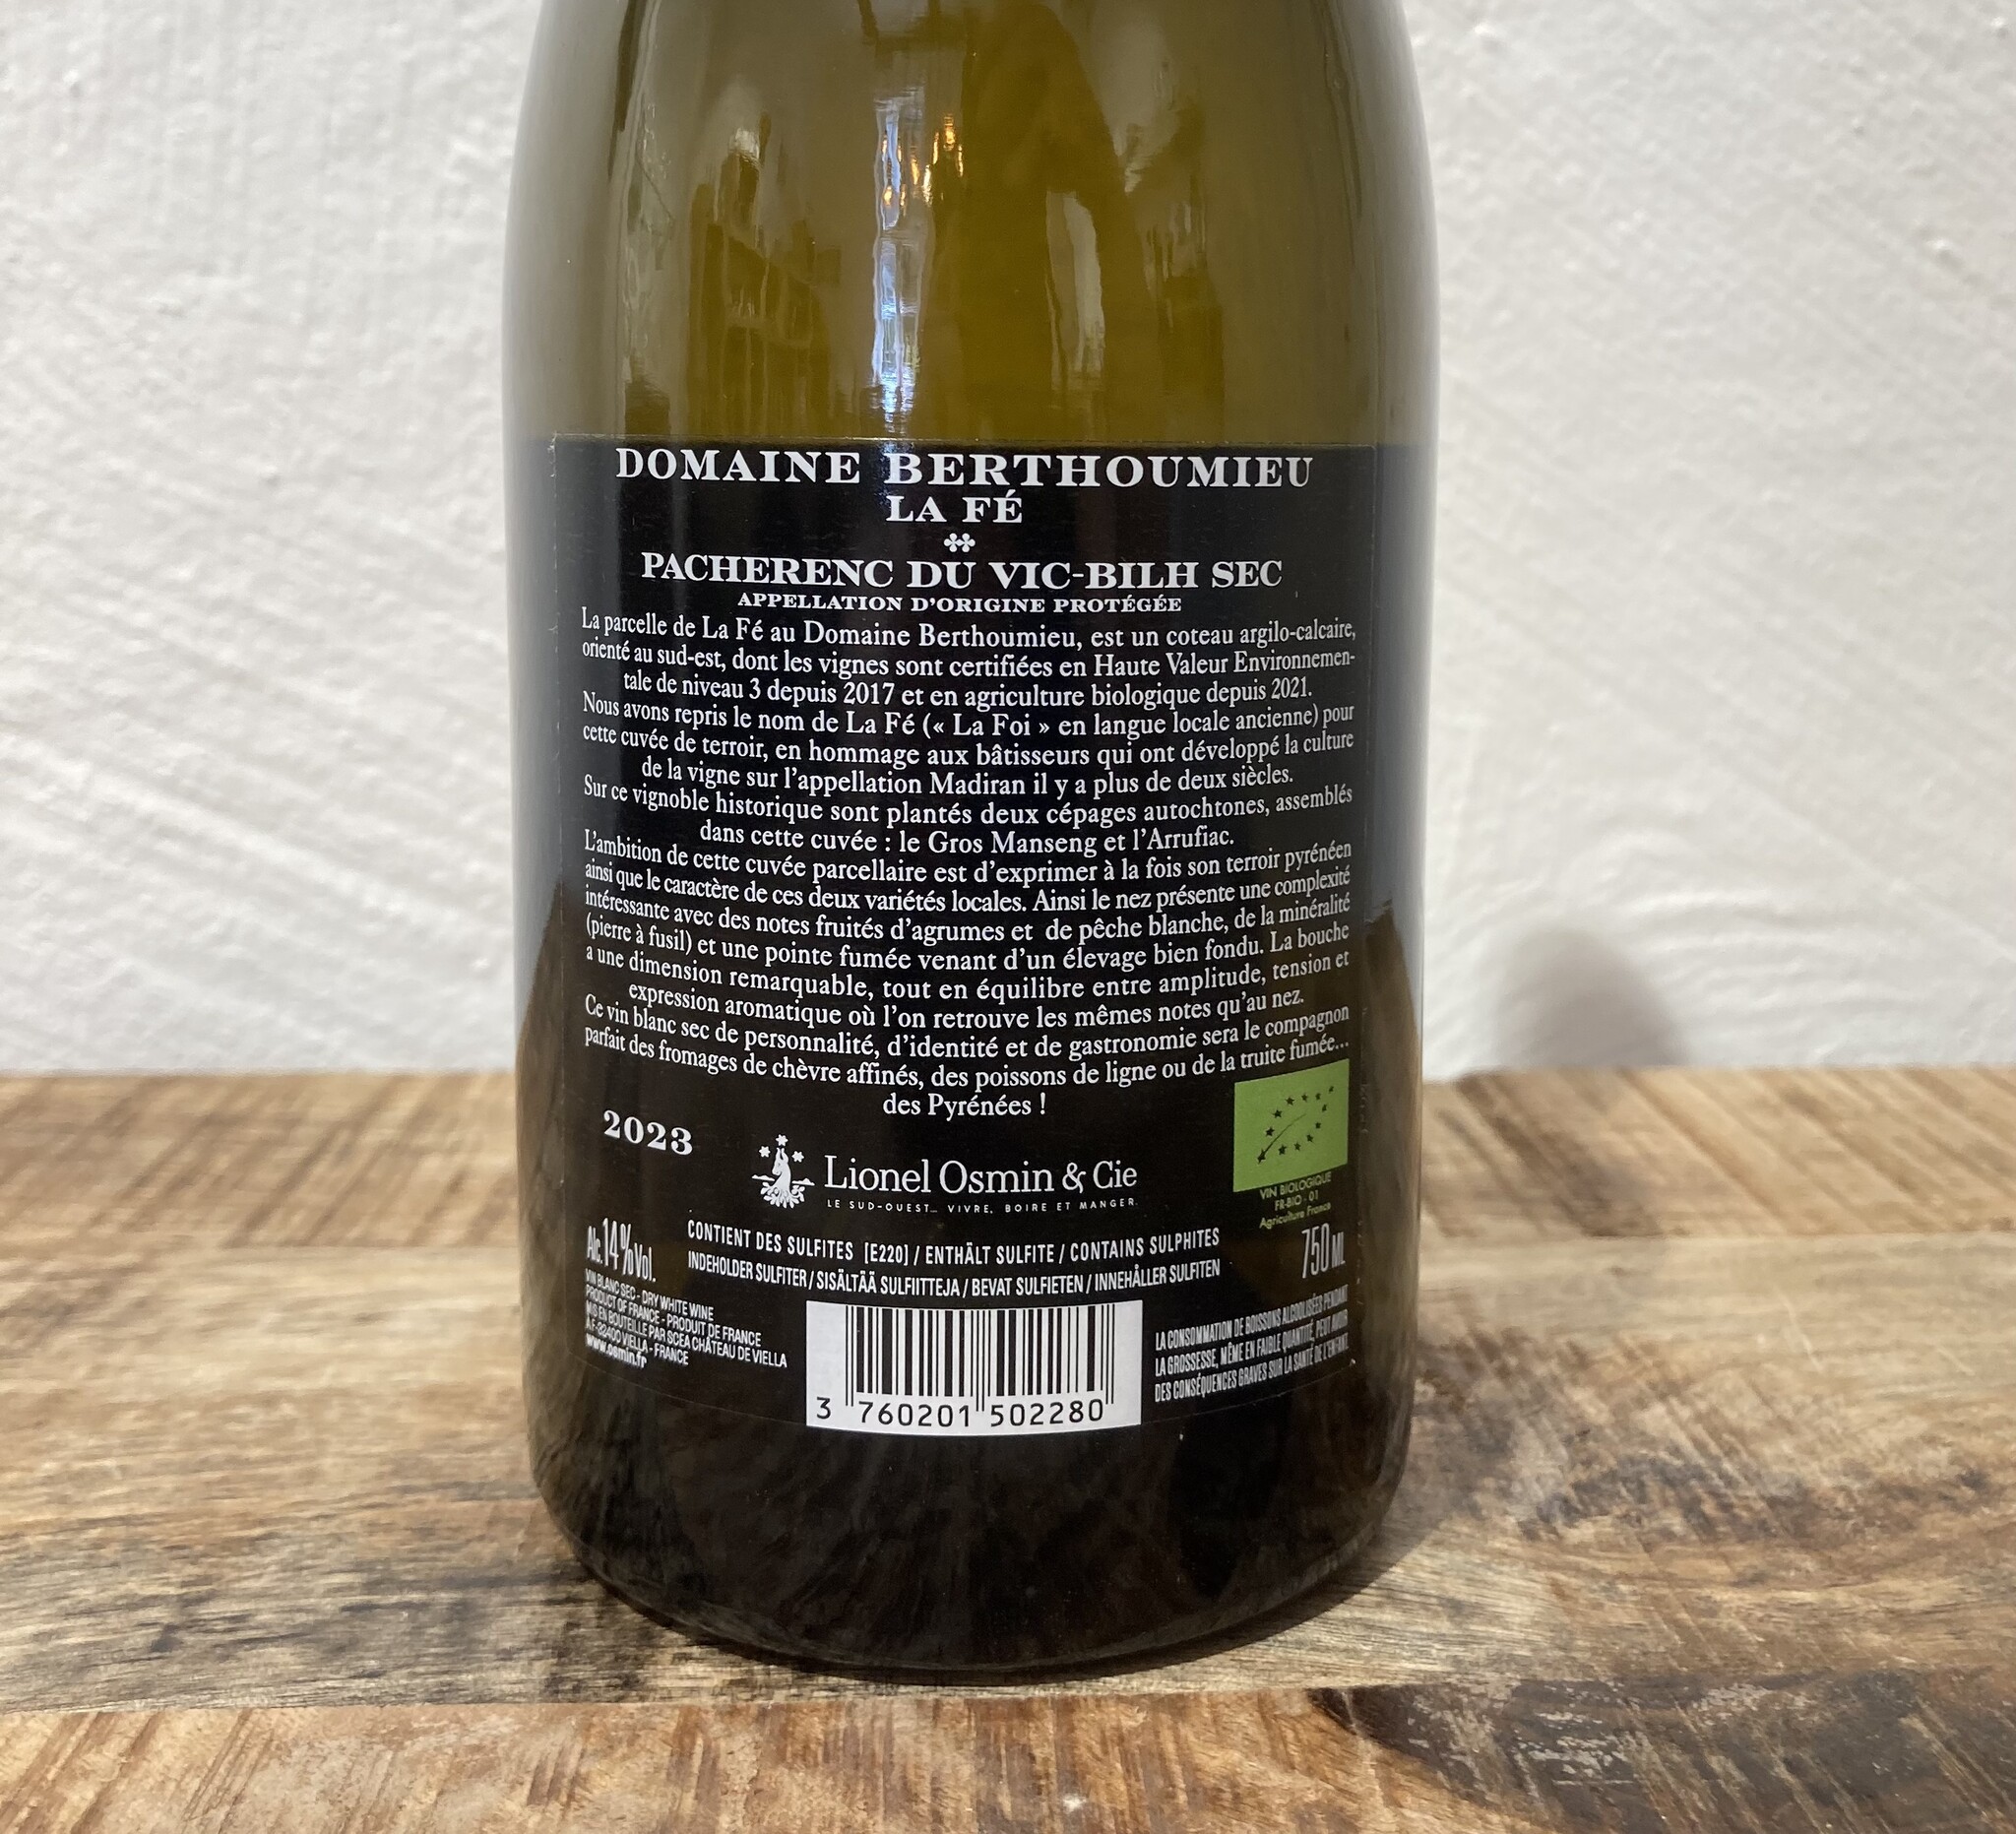 DOMAINE BERTHOUMIEU
LA FÉ
PACHERENC DU VIC-BILH SEC
APPELLATION D'ORIGINE PROTÉGÉE
La parcelle de La Fé au Domaine Berthoumieu, est un coteau argilo-calcaire,
orienté au sud-est, dont les vignes sont certifiées en Haute Valeur Environnemen-
tale de niveau 3 depuis 2017 et en agriculture biologique depuis 2021.
Nous avons repris le nom de La Fé (« La Foi » en langue locale ancienne) pour
cette cuvée de terroir, en hommage aux bâtisseurs qui ont développé la culture
de la vigne sur l'appellation Madiran il y a plus de deux siècles.
Sur ce vignoble historique sont plantés deux cépages autochtones, assemblés
dans cette cuvée : le Gros Manseng et l'Arrufiac.
L'ambition de cette cuvée parcellaire est d'exprimer à la fois son terroir pyrénéen
ainsi que le caractère de ces deux variétés locales. Ainsi le nez présente une complexité
intéressante avec des notes fruités d'agrumes et de pêche blanche, de la minéralité
(pierre à fusil) et une pointe fumée venant d'un élevage bien fondu. La bouche
a une dimension remarquable, tout en équilibre entre amplitude, tension et
expression aromatique où l'on retrouve les mêmes notes qu'au nez.
Ce vin blanc sec de personnalité, d'identité et de gastronomie sera le compagnon
parfait des fromages de chèvre affinés, des poissons de ligne ou de la truite fumée...
des Pyrénées !
2023
Lionel Osmin & Cie
LE SUD-OUEST... VIVRE, BOIRE ET MANGER.
VIN BIOLOGIQUE
FR-BIO-01
Agriculture France
Alc.14%Vol.
CONTIENT DES SULFITES [E220] / ENTHÄLT SULFITE / CONTAINS SULPHITES
INDEHOLDER SULFITER / SISÄLTÄÄ SULFIITTEJA / BEVAT SULFIETEN / INNEHÅLLER SULFITEN
750ML
VIN BLANC SEC - DRY WHITE WINE
PRODUCT OF FRANCE - PRODUIT DE FRANCE
MIS EN BOUTEILLE PAR SCEA CHÂTEAU DE VIELLA
À F-32400 VIELLA - FRANCE
www.osmin.fr
3 760201 502280
LA CONSOMMATION DE BOISSONS ALCOOLISÉES PENDANT
LA GROSSESSE, MÊME EN FAIBLE QUANTITÉ, PEUT AVOIR
DES CONSÉQUENCES GRAVES SUR LA SANTÉ DE L'ENFANT.